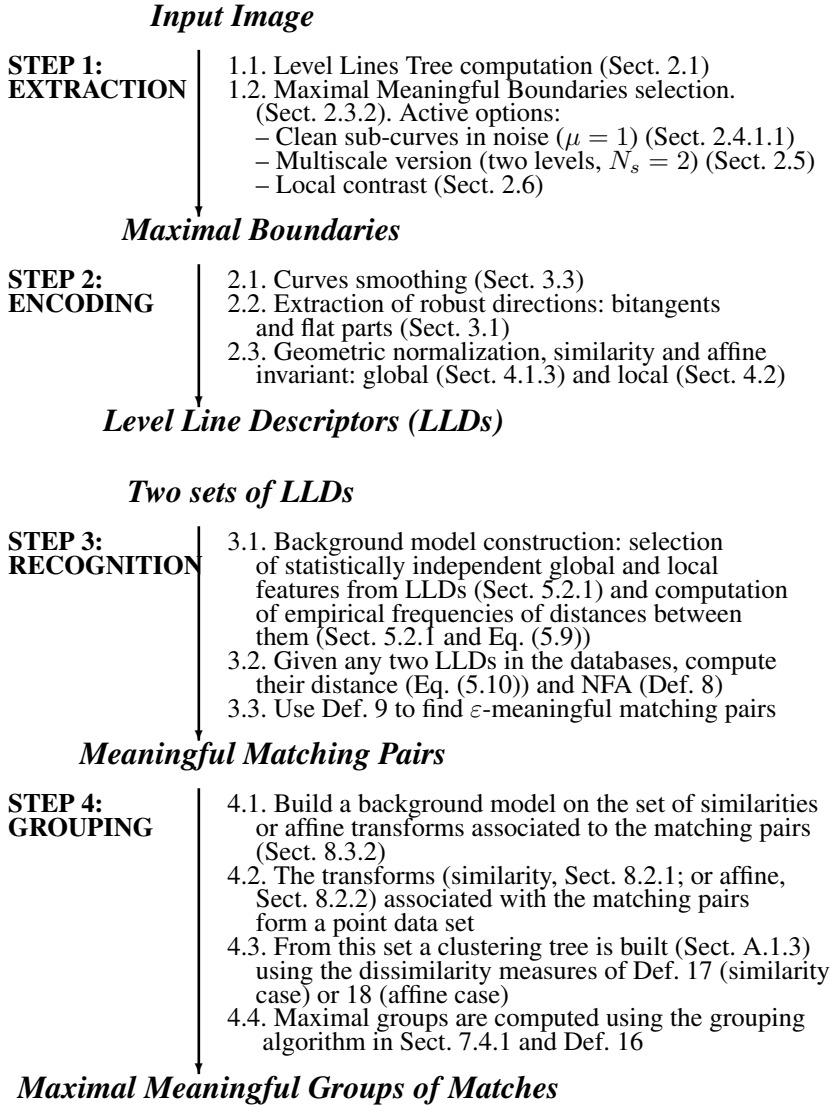 Input Image
STEP 1:
EXTRACTION
1.1. Level Lines Tree computation (Sect. 2.1)
1.2. Maximal Meaningful Boundaries selection.
(Sect. 2.3.2). Active options:
– Clean sub-curves in noise (μ = 1) (Sect. 2.4.1.1)
– Multiscale version (two levels, Nₛ = 2) (Sect. 2.5)
– Local contrast (Sect. 2.6)
Maximal Boundaries
STEP 2:
ENCODING
2.1. Curves smoothing (Sect. 3.3)
2.2. Extraction of robust directions: bitangents
and flat parts (Sect. 3.1)
2.3. Geometric normalization, similarity and affine
invariant: global (Sect. 4.1.3) and local (Sect. 4.2)
Level Line Descriptors (LLDs)
Two sets of LLDs
STEP 3:
RECOGNITION
3.1. Background model construction: selection
of statistically independent global and local
features from LLDs (Sect. 5.2.1) and computation
of empirical frequencies of distances between
them (Sect. 5.2.1 and Eq. (5.9))
3.2. Given any two LLDs in the databases, compute
their distance (Eq. (5.10)) and NFA (Def. 8)
3.3. Use Def. 9 to find ε-meaningful matching pairs
Meaningful Matching Pairs
STEP 4:
GROUPING
4.1. Build a background model on the set of similarities
or affine transforms associated to the matching pairs
(Sect. 8.3.2)
4.2. The transforms (similarity, Sect. 8.2.1; or affine,
Sect. 8.2.2) associated with the matching pairs
form a point data set
4.3. From this set a clustering tree is built (Sect. A.1.3)
using the dissimilarity measures of Def. 17 (similarity
case) or 18 (affine case)
4.4. Maximal groups are computed using the grouping
algorithm in Sect. 7.4.1 and Def. 16
Maximal Meaningful Groups of Matches